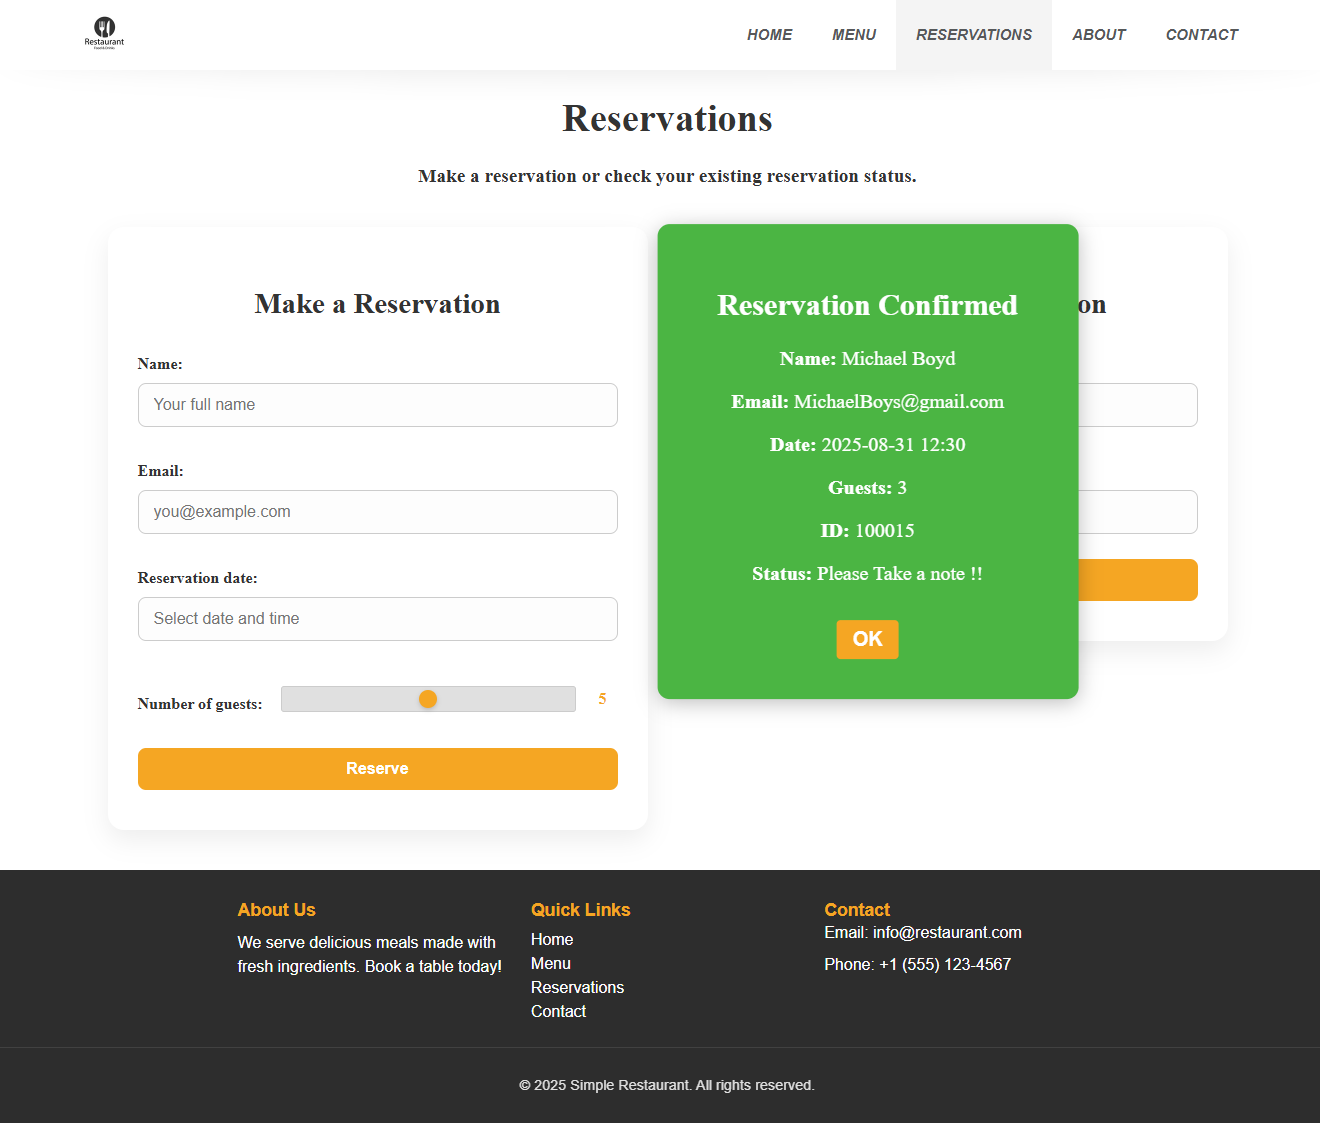 Restaurant
Food&Drinks
HOME MENU RESERVATIONS ABOUT CONTACT
Reservations
Make a reservation or check your existing reservation status.
Make a Reservation
Name:
Your full name
Email:
you@example.com
Reservation date:
Select date and time
Number of guests: 5
Reserve
Reservation Confirmed
Name: Michael Boyd
Email: MichaelBoys@gmail.com
Date: 2025-08-31 12:30
Guests: 3
ID: 100015
Status: Please Take a note !!
OK
on
About Us
We serve delicious meals made with
fresh ingredients. Book a table today!
Quick Links
Home
Menu
Reservations
Contact
Contact
Email: info@restaurant.com
Phone: +1 (555) 123-4567
© 2025 Simple Restaurant. All rights reserved.